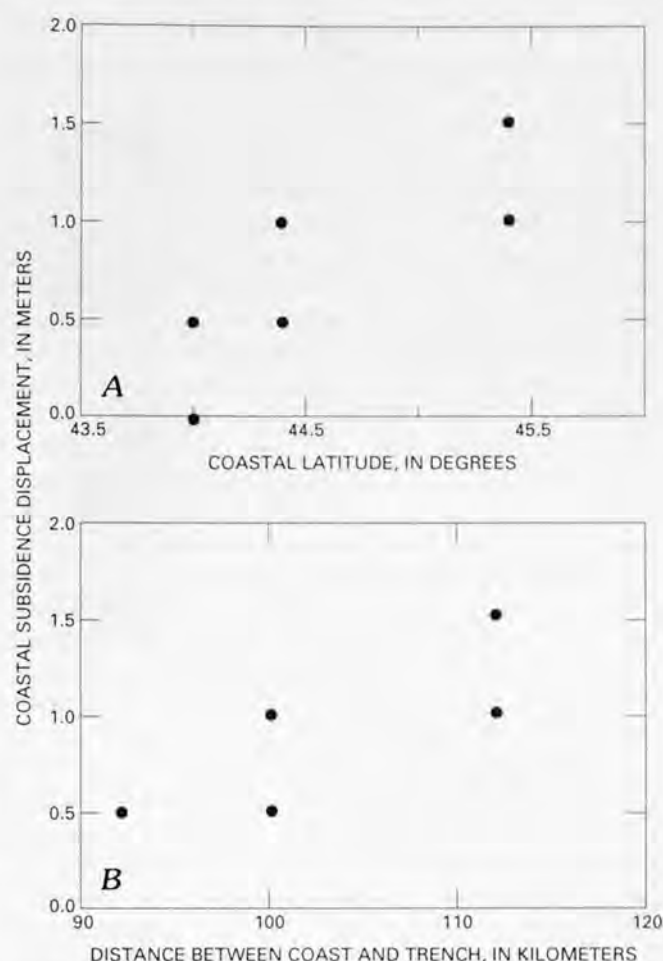 2.0
1.5
1.0
0.5
0.0
A
43.5 44.5 45.5
COASTAL LATITUDE, IN DEGREES
COASTAL SUBSIDENCE DISPLACEMENT, IN METERS
2.0
1.5
1.0
0.5
0.0
B
90 100 110 120
DISTANCE BETWEEN COAST AND TRENCH, IN KILOMETERS